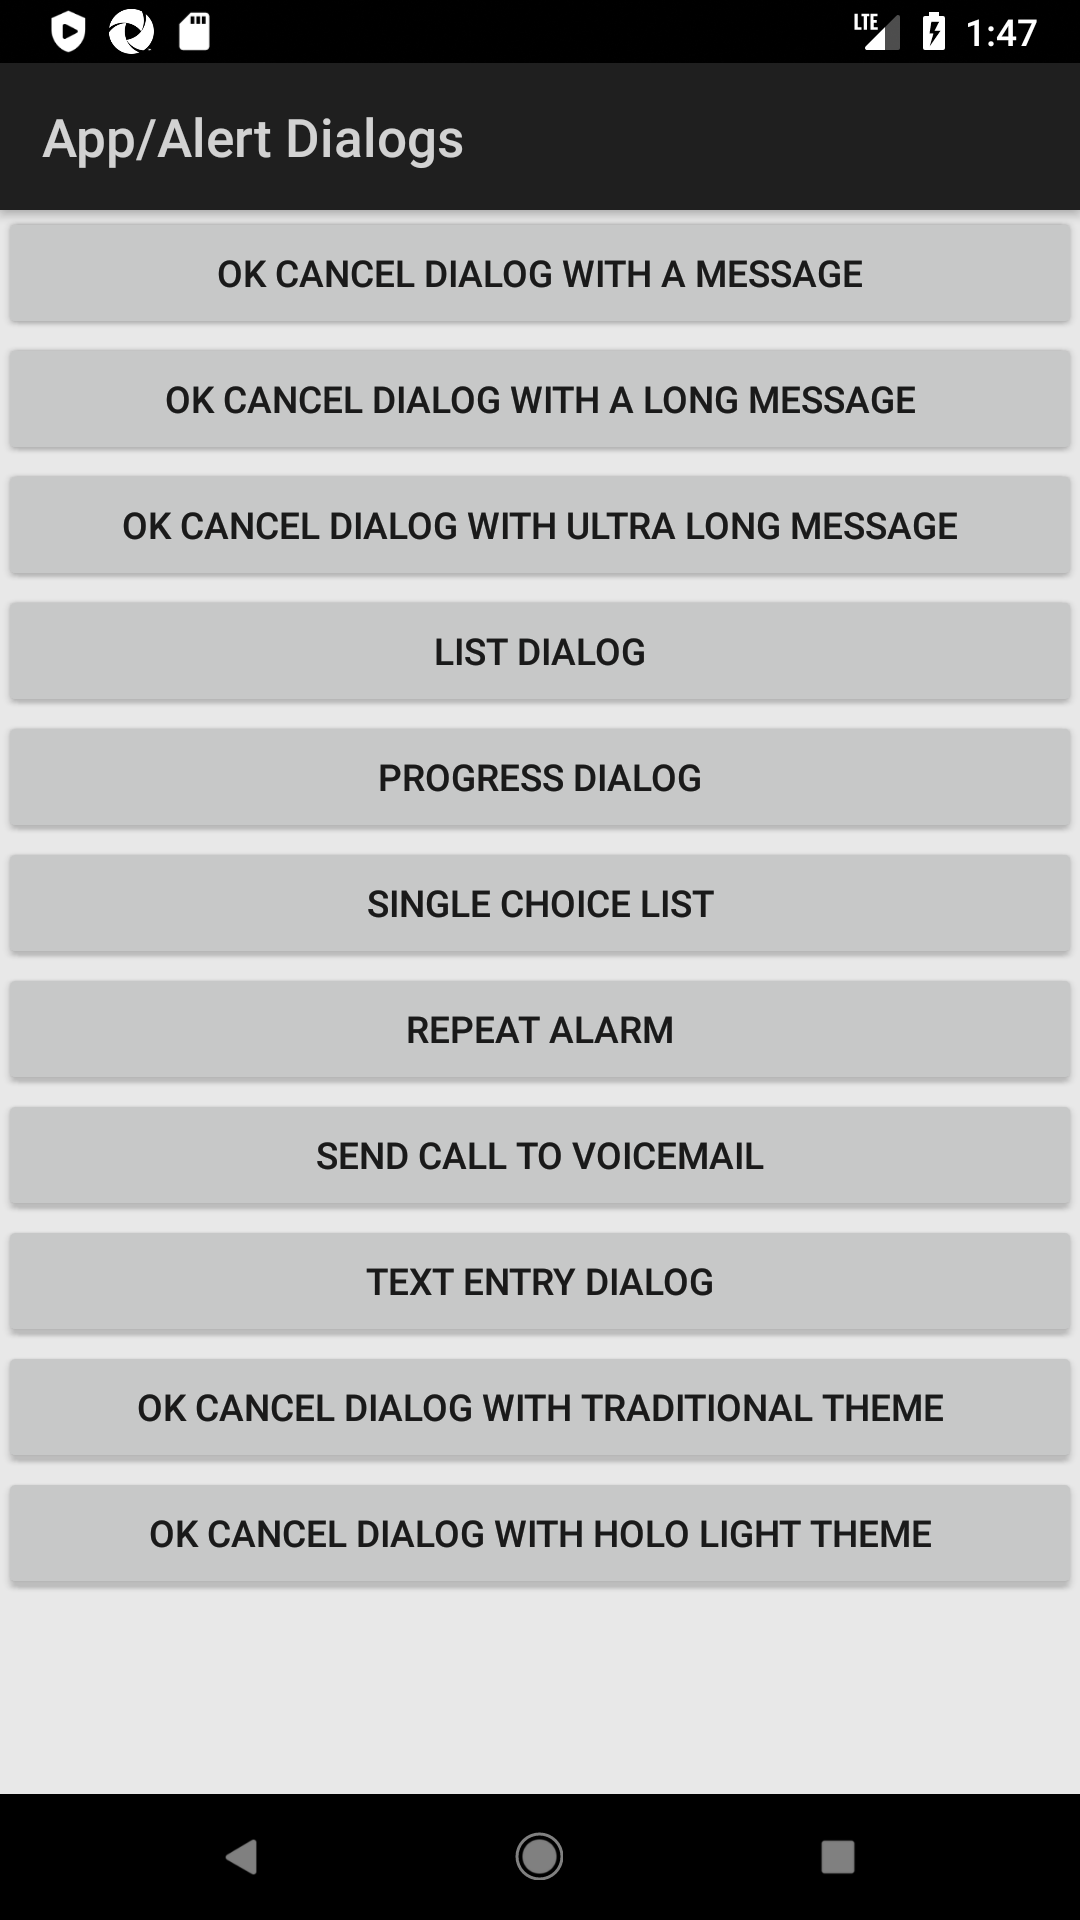 LTE 1:47
App/Alert Dialogs
OK CANCEL DIALOG WITH A MESSAGE
OK CANCEL DIALOG WITH A LONG MESSAGE
OK CANCEL DIALOG WITH ULTRA LONG MESSAGE
LIST DIALOG
PROGRESS DIALOG
SINGLE CHOICE LIST
REPEAT ALARM
SEND CALL TO VOICEMAIL
TEXT ENTRY DIALOG
OK CANCEL DIALOG WITH TRADITIONAL THEME
OK CANCEL DIALOG WITH HOLO LIGHT THEME